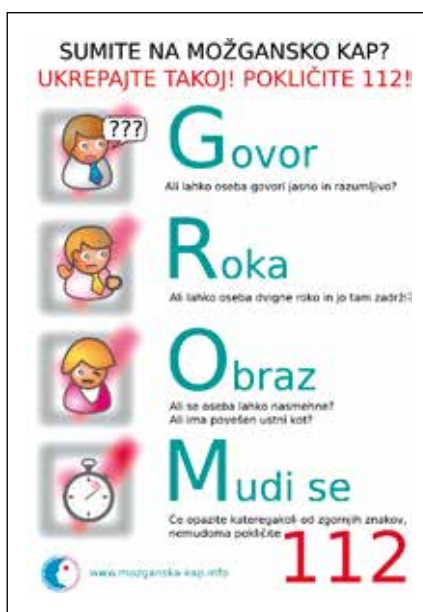 SUMITE NA MOŽGANSKO KAP?
UKREPAJTE TAKOJ! POKLIČITE 112!
???
Govor
Ali lahko oseba govori jasno in razumljivo?
Roka
Ali lahko oseba dvigne roko in jo tam zadrži?
Obraz
Ali se oseba lahko nasmehne?
Ali ima povešen ustni kot?
Mudi se
Če opazite kateregakoli od zgornjih znakov,
nemudoma pokličite
112
www.mozganska-kap.info